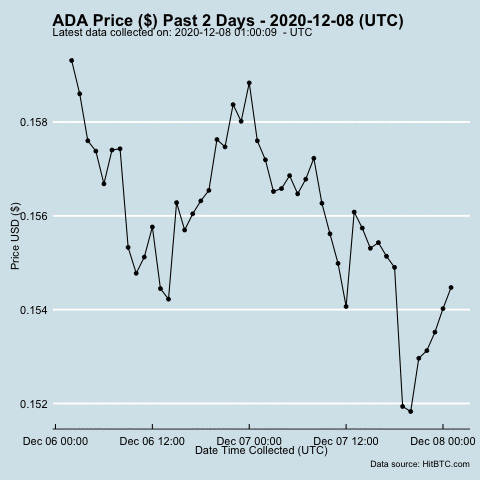 ADA Price ($) Past 2 Days - 2020-12-08 (UTC)
Latest data collected on: 2020-12-08 01:00:09  - UTC
0.158
0.156
0.154
0.152
Price USD ($)
Dec 06 00:00 Dec 06 12:00 Dec 07 00:00 Dec 07 12:00 Dec 08 00:00
Date Time Collected (UTC)
Data source: HitBTC.com